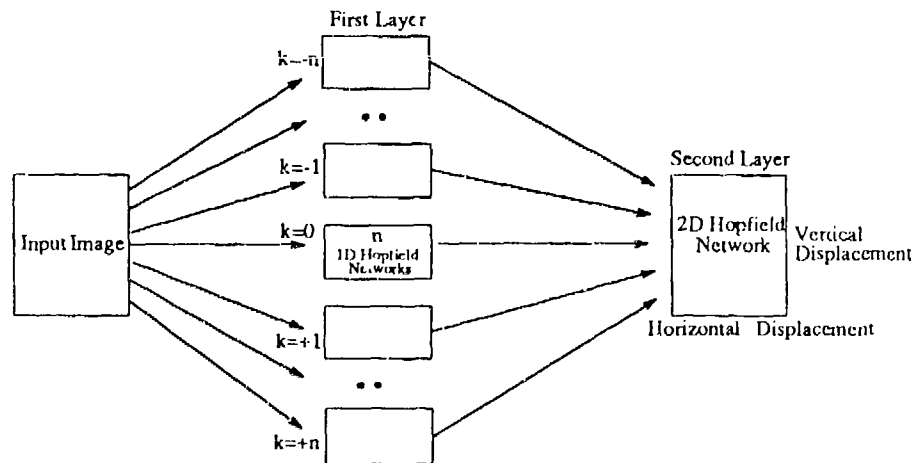 First Layer
k=-n
k=-1
Second Layer
Input Image
k=0
n
1D Hopfield
Networks
2D Hopfield
Network
Vertical
Displacement
k=+1
Horizontal Displacement
k=+n